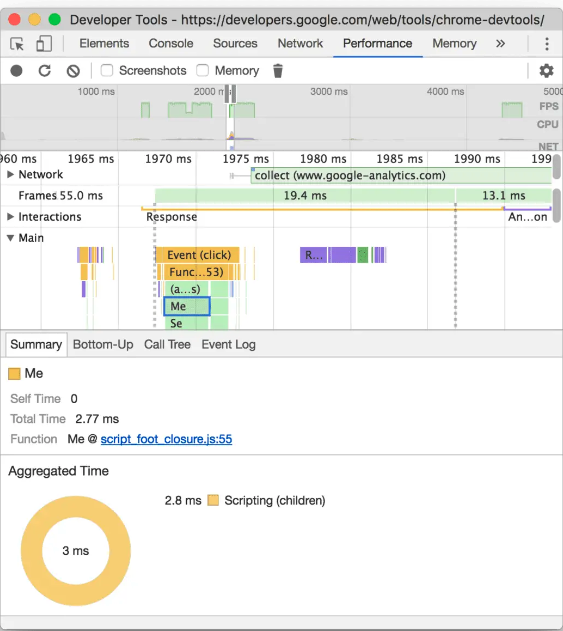 Developer Tools - https://developers.google.com/web/tools/chrome-devtools/
Elements Console Sources Network Performance Memory »
Screenshots Memory
1000 ms 2000 ms 3000 ms 4000 ms 5000
FPS
CPU
NET
960 ms 1965 ms 1970 ms 1975 ms 1980 ms 1985 ms 1990 ms 199
Network collect (www.google-analytics.com)
Frames 55.0 ms 19.4 ms 13.1 ms
Interactions Response An...on
Main
Event (click) R...
Func...53)
(a...s)
Me
Se
Summary Bottom-Up Call Tree Event Log
Me
Self Time 0
Total Time 2.77 ms
Function Me @ script_foot_closure.js:55
Aggregated Time
2.8 ms Scripting (children)
3 ms